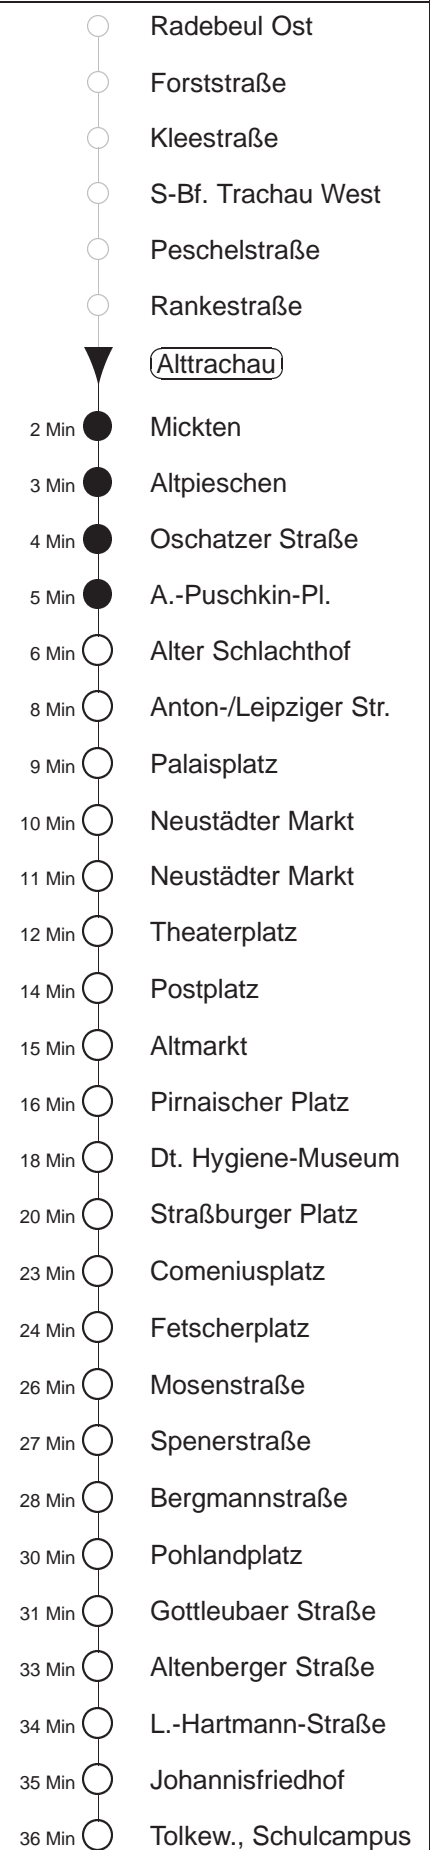 Radebeul Ost
Forststraße
Kleestraße
S-Bf. Trachau West
Peschelstraße
Rankestraße
Alttrachau
2 Min Mickten
3 Min Altpieschen
4 Min Oschatzer Straße
5 Min A.-Puschkin-Pl.
6 Min Alter Schlachthof
8 Min Anton-/Leipziger Str.
9 Min Palaisplatz
10 Min Neustädter Markt
11 Min Neustädter Markt
12 Min Theaterplatz
14 Min Postplatz
15 Min Altmarkt
16 Min Pirnaischer Platz
18 Min Dt. Hygiene-Museum
20 Min Straßburger Platz
23 Min Comeniusplatz
24 Min Fetscherplatz
26 Min Mosenstraße
27 Min Spenerstraße
28 Min Bergmannstraße
30 Min Pohlandplatz
31 Min Gottleubaer Straße
33 Min Altenberger Straße
34 Min L.-Hartmann-Straße
35 Min Johannisfriedhof
36 Min Tolkew., Schulcampus